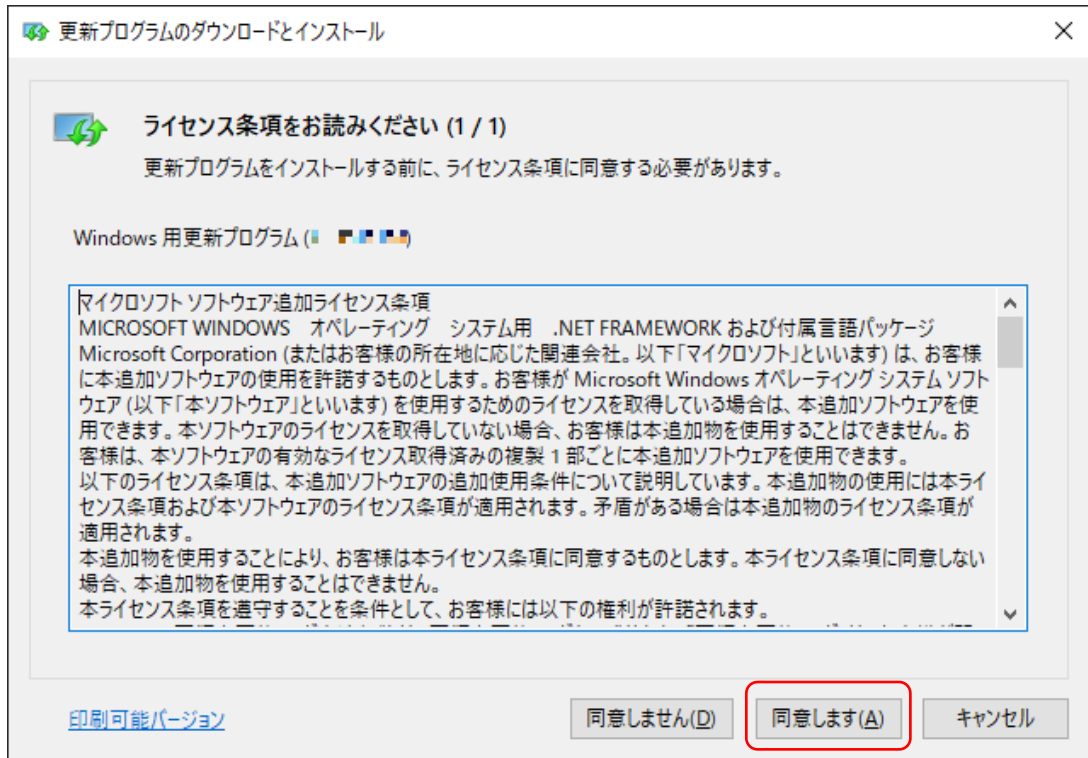 更新プログラムのダウンロードとインストール
ライセンス条項をお読みください (1 / 1)
更新プログラムをインストールする前に、ライセンス条項に同意する必要があります。
Windows 用更新プログラム (
マイクロソフト ソフトウェア追加ライセンス条項
MICROSOFT WINDOWS　オペレーティング　システム用　.NET FRAMEWORK および付属言語パッケージ
Microsoft Corporation (またはお客様の所在地に応じた関連会社。以下「マイクロソフト」といいます) は、お客様
に本追加ソフトウェアの使用を許諾するものとします。お客様が Microsoft Windows オペレーティング システム ソフト
ウェア (以下「本ソフトウェア」といいます) を使用するためのライセンスを取得している場合は、本追加ソフトウェアを使
用できます。本ソフトウェアのライセンスを取得していない場合、お客様は本追加物を使用することはできません。お
客様は、本ソフトウェアの有効なライセンス取得済みの複製 1 部ごとに本追加ソフトウェアを使用できます。
以下のライセンス条項は、本追加ソフトウェアの追加使用条件について説明しています。本追加物の使用には本ライ
センス条項および本ソフトウェアのライセンス条項が適用されます。矛盾がある場合は本追加物のライセンス条項が
適用されます。
本追加物を使用することにより、お客様は本ライセンス条項に同意するものとします。本ライセンス条項に同意しない
場合、本追加物を使用することはできません。
本ライセンス条項を遵守することを条件として、お客様には以下の権利が許諾されます。
印刷可能バージョン
同意しません(D)
同意します(A)
キャンセル